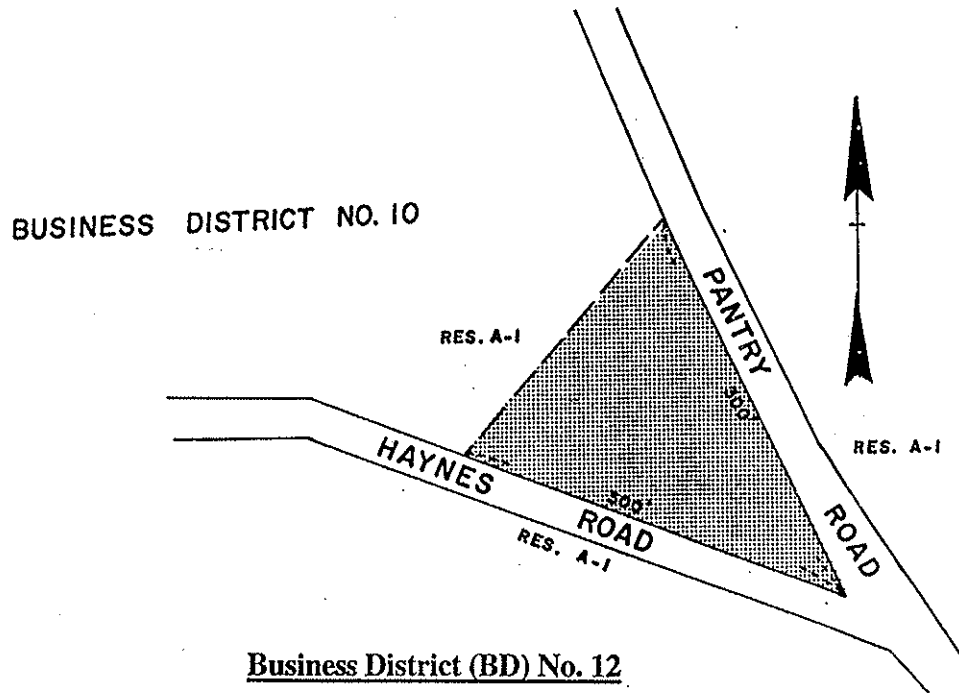 BUSINESS DISTRICT NO. 10
PANTRY
RES. A-1
300'
RES. A-1
HAYNES
300'
ROAD
ROAD
RES. A-1
Business District (BD) No. 12